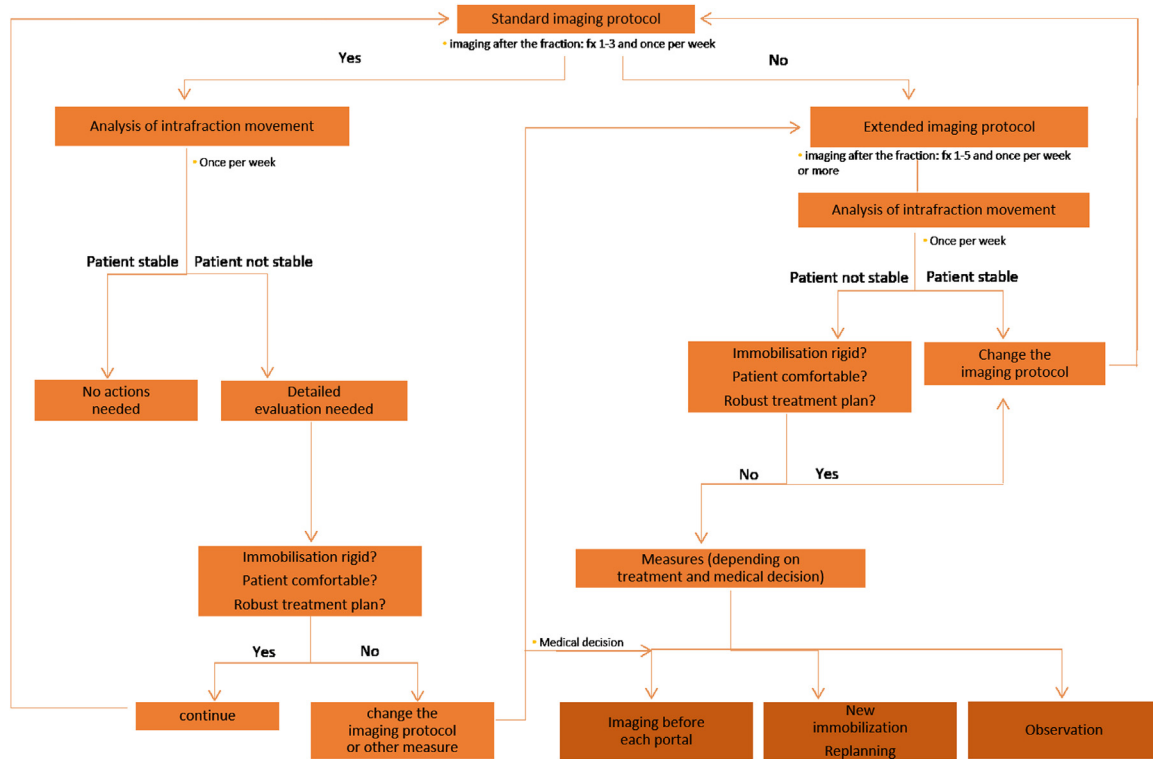 Standard imaging protocol
• imaging after the fraction: fx 1-3 and once per week
Yes
No
Analysis of intrafraction movement
• Once per week
Patient stable
Patient not stable
No actions
needed
Detailed
evaluation needed
Immobilisation rigid?
Patient comfortable?
Robust treatment plan?
Yes
No
continue
change the
imaging protocol
or other measure
Extended imaging protocol
• imaging after the fraction: fx 1-5 and once per week
or more
Analysis of intrafraction movement
• Once per week
Patient not stable
Patient stable
Immobilisation rigid?
Patient comfortable?
Robust treatment plan?
Change the
imaging protocol
No
Yes
Measures (depending on
treatment and medical decision)
• Medical decision
Imaging before
each portal
New
immobilization
Replanning
Observation